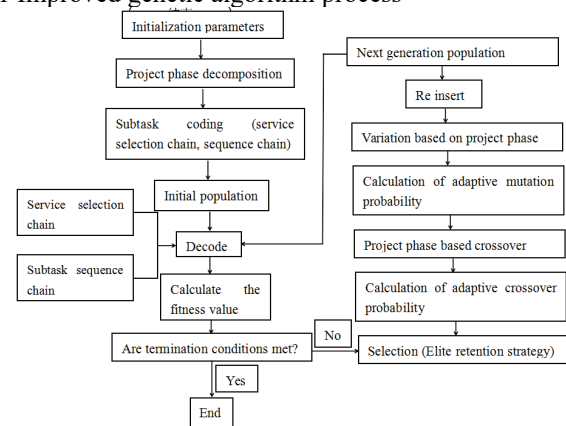 Improved genetic algorithm process
Initialization parameters
Project phase decomposition
Subtask coding (service
selection chain, sequence chain)
Initial population
Service selection
chain
Subtask sequence
chain
Decode
Calculate the
fitness value
Are termination conditions met?
No
Yes
End
Next generation population
Re insert
Variation based on project phase
Calculation of adaptive mutation
probability
Project phase based crossover
Calculation of adaptive crossover
probability
Selection (Elite retention strategy)